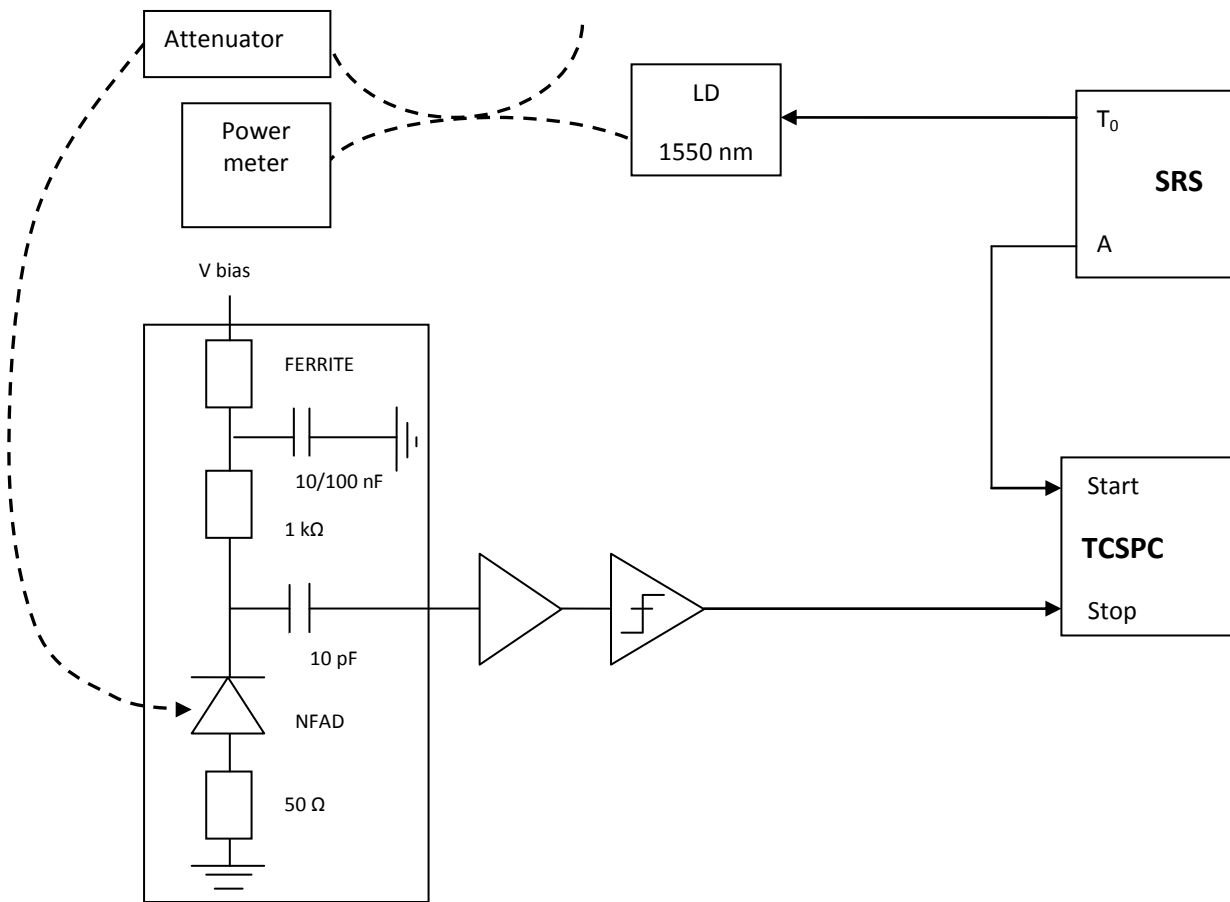 Attenuator
Power
meter
LD
1550 nm
T₀
SRS
A
V bias
FERRITE
10/100 nF
1 kΩ
10 pF
NFAD
50 Ω
Start
TCSPC
Stop